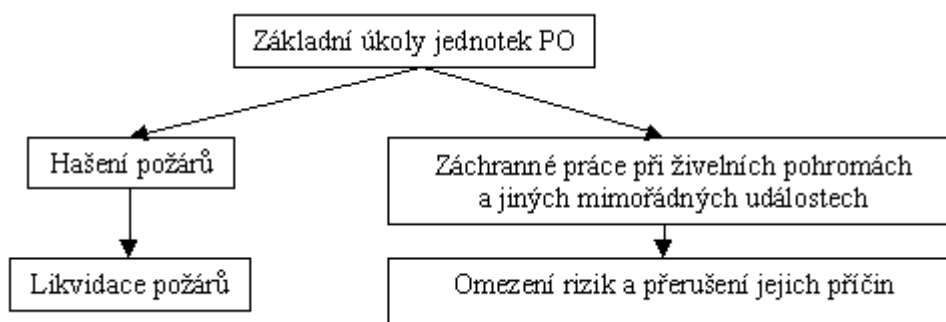 Základní úkoly jednotek PO
Hašení požárů
Záchranné práce při živelních pohromách
a jiných mimořádných událostech
Likvidace požárů
Omezení rizik a přerušení jejich příčin